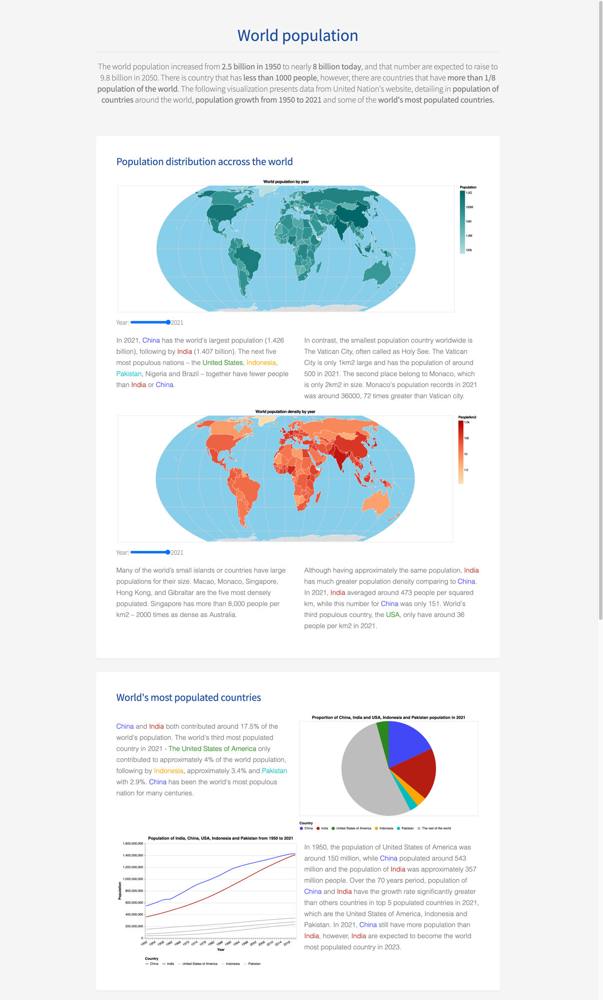 World population
The world population increased from 2.5 billion in 1950 to nearly 8 billion today, and that number are expected to raise to
9.8 billion in 2050. There is country that has less than 1000 people, however, there are countries that have more than 1/8
population of the world. The following visualization presents data from United Nation's website, detailing in population of
countries around the world, population growth from 1950 to 2021 and some of the world's most populated countries.
Population distribution accross the world
World population by year
Population
1.0G
100M
10M
1.0M
100k
Year: 2021
In 2021, China has the world's largest population (1.426
billion), following by India (1.407 billion). The next five
most populous nations – the United States, Indonesia,
Pakistan, Nigeria and Brazil – together have fewer people
than India or China.
In contrast, the smallest population country worldwide is
The Vatican City, often called as Holy See. The Vatican
City is only 1km2 large and has the population of around
500 in 2021. The second place belong to Monaco, which
is only 2km2 in size. Monaco's population records in 2021
was around 36000, 72 times greater than Vatican city.
World population density by year
People/km2
1.0k
100
10
1.0
Year: 2021
Many of the world's small islands or countries have large
populations for their size. Macao, Monaco, Singapore,
Hong Kong, and Gibraltar are the five most densely
populated. Singapore has more than 8,000 people per
km2 – 2000 times as dense as Australia.
Although having approximately the same population, India
has much greater population density comparing to China.
In 2021, India averaged around 473 people per squared
km, while this number for China was only 151. World's
third populous country, the USA, only have around 36
people per km2 in 2021.
World's most populated countries
China and India both contributed around 17.5% of the
world's population. The world's third most populated
country in 2021 - The United States of America only
contributed to approximately 4% of the world population,
following by Indonesia, approximately 3.4% and Pakistan
with 2.9%. China has been the world's most populous
nation for many centuries.
Proportion of China, India and USA, Indonesia and Pakistan population in 2021
Country
China India United States of America Indonesia Pakistan The rest of the world
Population of India, China, USA, Indonesia and Pakistan from 1950 to 2021
1,600,000,000
1,400,000,000
1,200,000,000
1,000,000,000
800,000,000
600,000,000
400,000,000
200,000,000
0
Population
1950 1954 1958 1962 1966 1970 1974 1978 1982 1986 1990 1994 1998 2002 2006 2010 2014 2018
Year
Country
China India United States of America Indonesia Pakistan
In 1950, the population of United States of America was
around 150 million, while China populated around 543
million and the population of India was approximately 357
million people. Over the 70 years period, population of
China and India have the growth rate significantly greater
than others countries in top 5 populated countries in 2021,
which are the United States of America, Indonesia and
Pakistan. In 2021, China still have more population than
India, however, India are expected to become the world
most populated country in 2023.